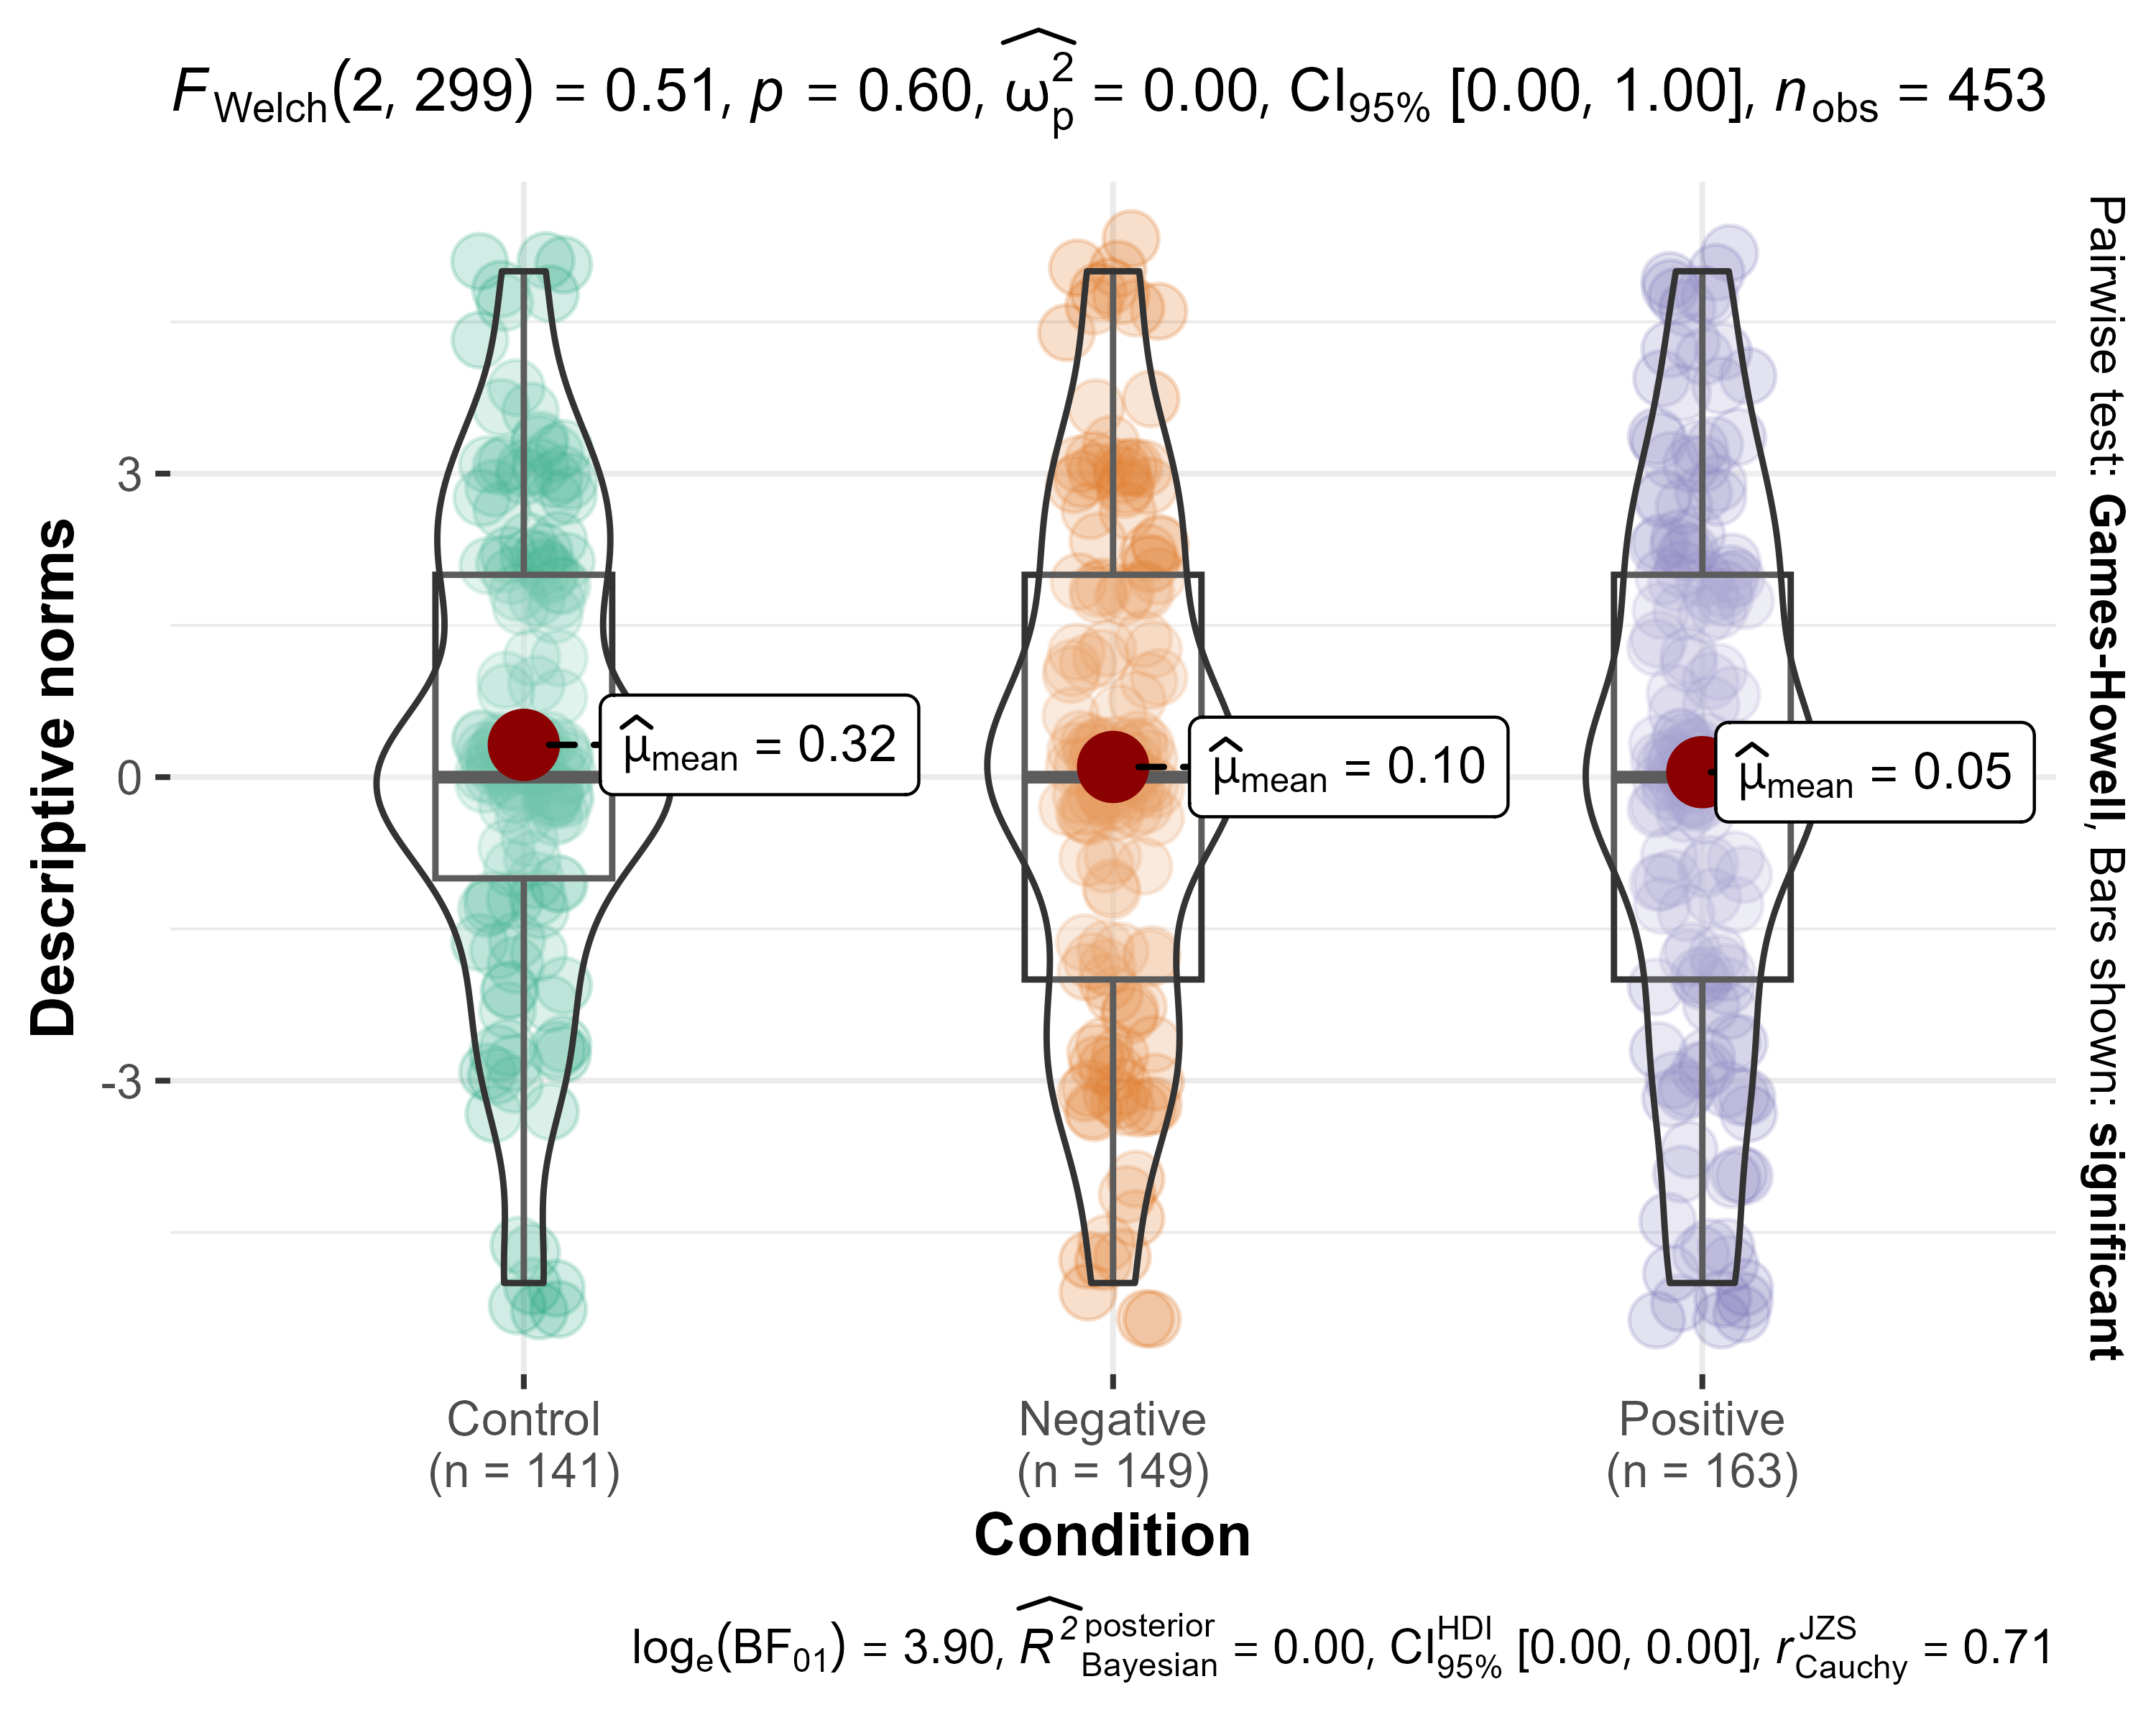 F_Welch(2, 299) = 0.51, p = 0.60, ω̂²_p = 0.00, CI_95% [0.00, 1.00], n_obs = 453
Descriptive norms
3
0
-3
μ̂_mean = 0.32
μ̂_mean = 0.10
μ̂_mean = 0.05
Pairwise test: Games-Howell, Bars shown: significant
Control
(n = 141)
Negative
(n = 149)
Positive
(n = 163)
Condition
log_e(BF_01) = 3.90, R̂²^posterior_Bayesian = 0.00, CI^HDI_95% [0.00, 0.00], r^JZS_Cauchy = 0.71